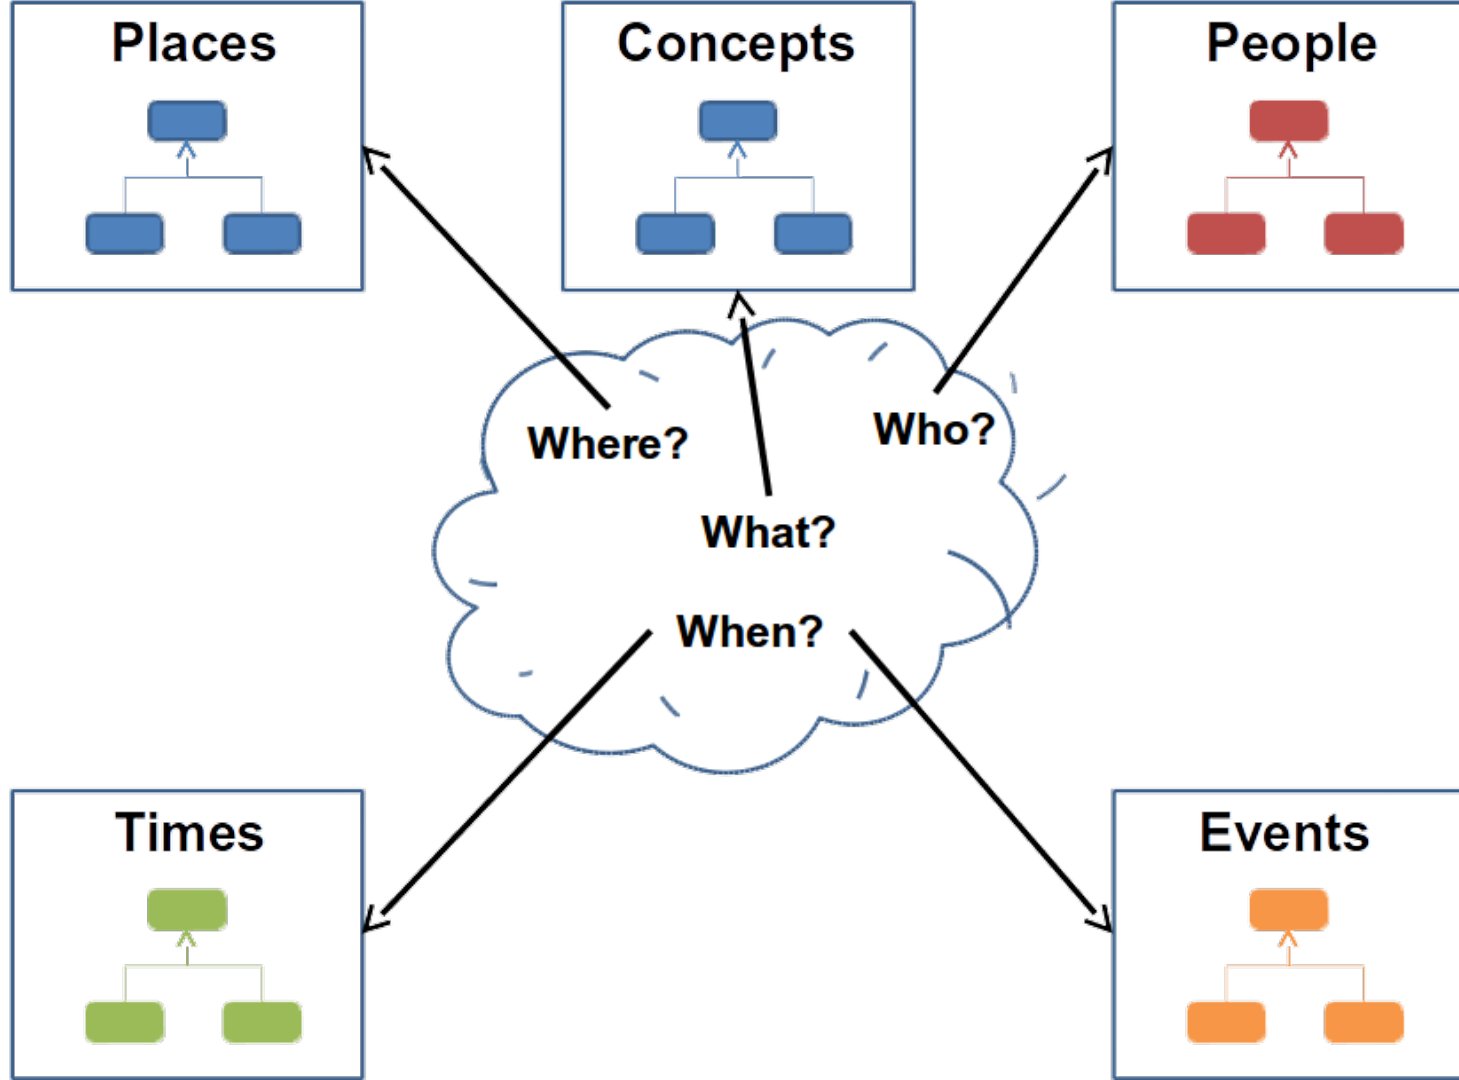 Places
Concepts
People
Where?
Who?
What?
When?
Times
Events